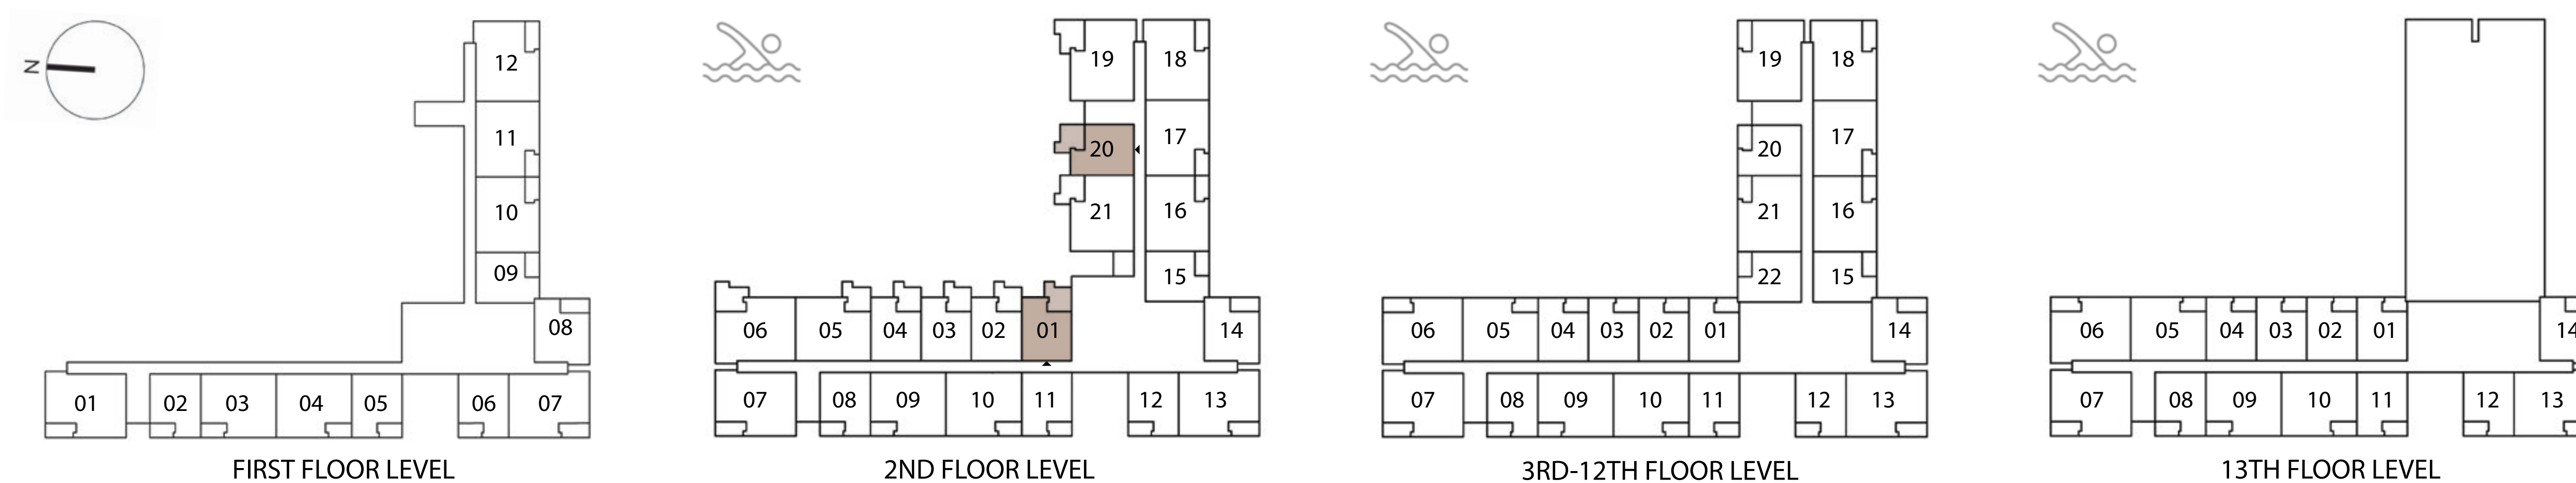 N
12
11
10
09
08
01 02 03 04 05 06 07
FIRST FLOOR LEVEL
19 18
17
20
21 16
15
06 05 04 03 02 01 14
07 08 09 10 11 12 13
2ND FLOOR LEVEL
19 18
17
20
21 16
22 15
06 05 04 03 02 01 14
07 08 09 10 11 12 13
3RD-12TH FLOOR LEVEL
06 05 04 03 02 01 14
07 08 09 10 11 12 13
13TH FLOOR LEVEL